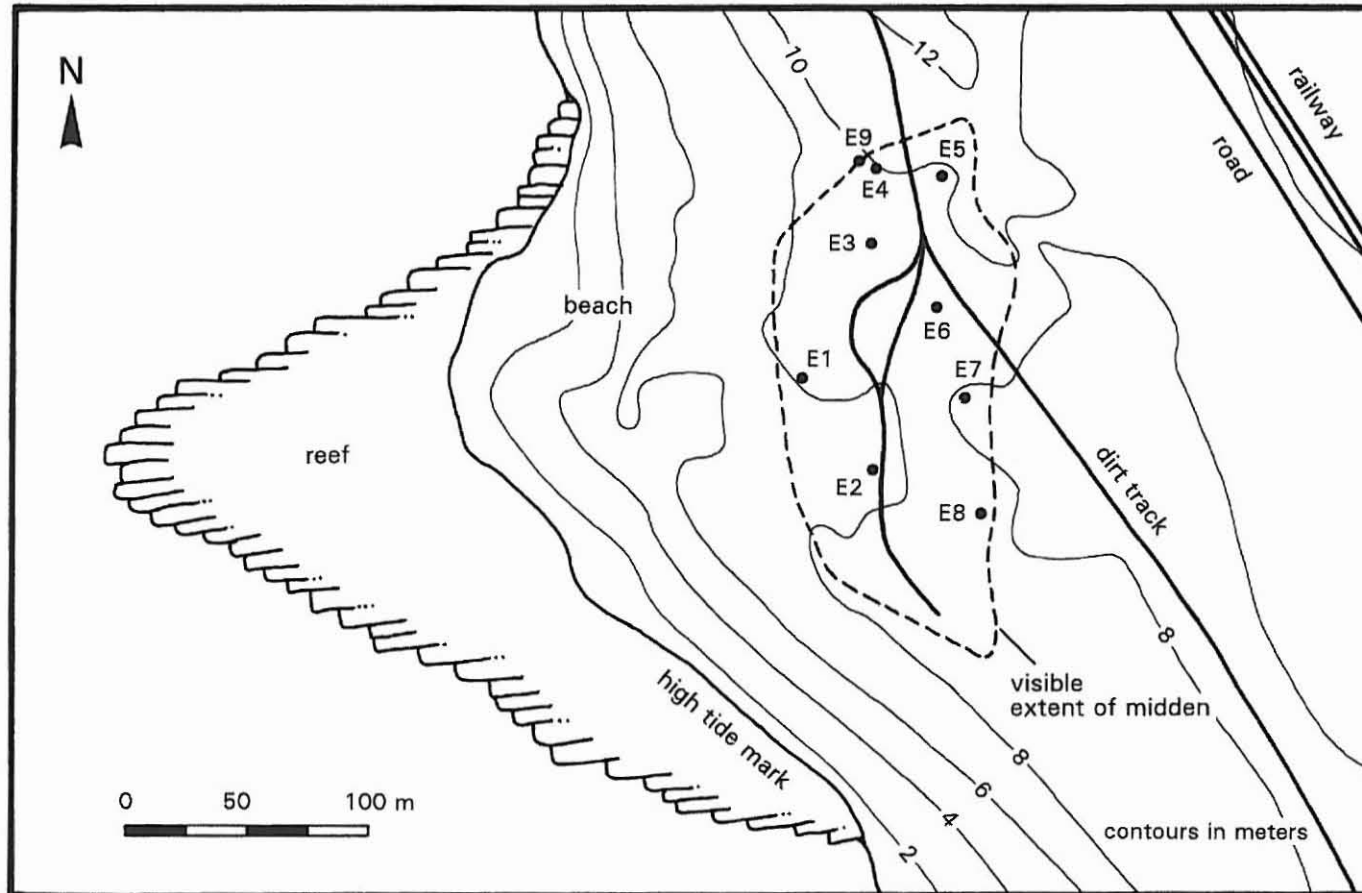 N
10
12
railway
road
E9
E5
E4
E3
beach
E6
E1
E7
reef
E2
dirt track
E8
8
visible
extent of midden
high tide mark
8
6
4
2
0 50 100 m
contours in meters